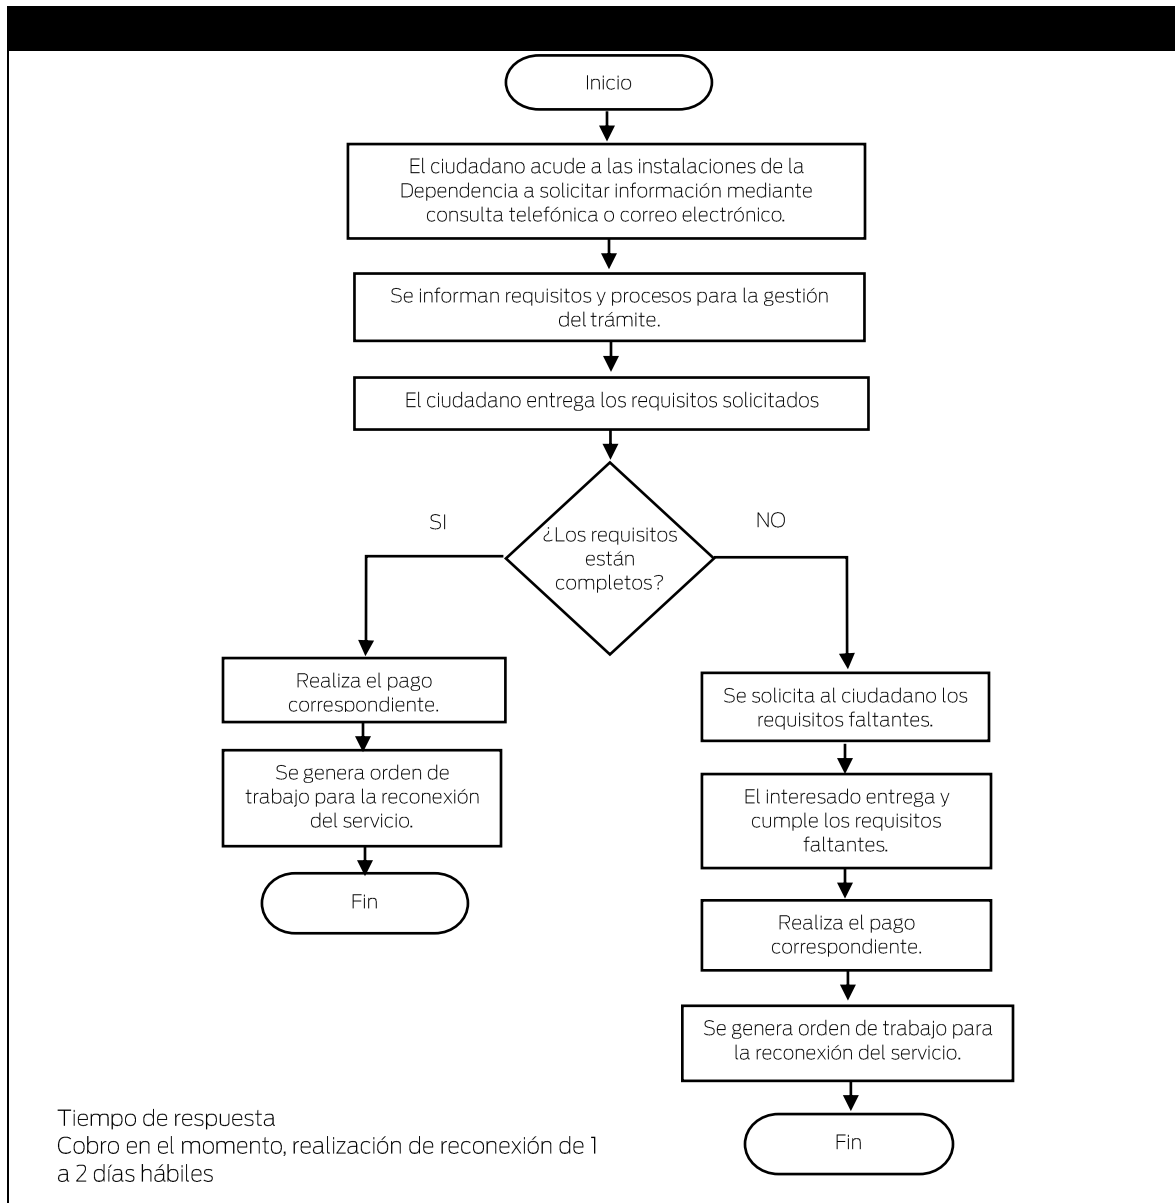 Inicio
El ciudadano acude a las instalaciones de la
Dependencia a solicitar información mediante
consulta telefónica o correo electrónico.
Se informan requisitos y procesos para la gestión
del trámite.
El ciudadano entrega los requisitos solicitados
¿Los requisitos
están
completos?
SI
NO
Realiza el pago
correspondiente.
Se genera orden de
trabajo para la reconexión
del servicio.
Fin
Se solicita al ciudadano los
requisitos faltantes.
El interesado entrega y
cumple los requisitos
faltantes.
Realiza el pago
correspondiente.
Se genera orden de trabajo para
la reconexión del servicio.
Fin
Tiempo de respuesta
Cobro en el momento, realización de reconexión de 1
a 2 días hábiles